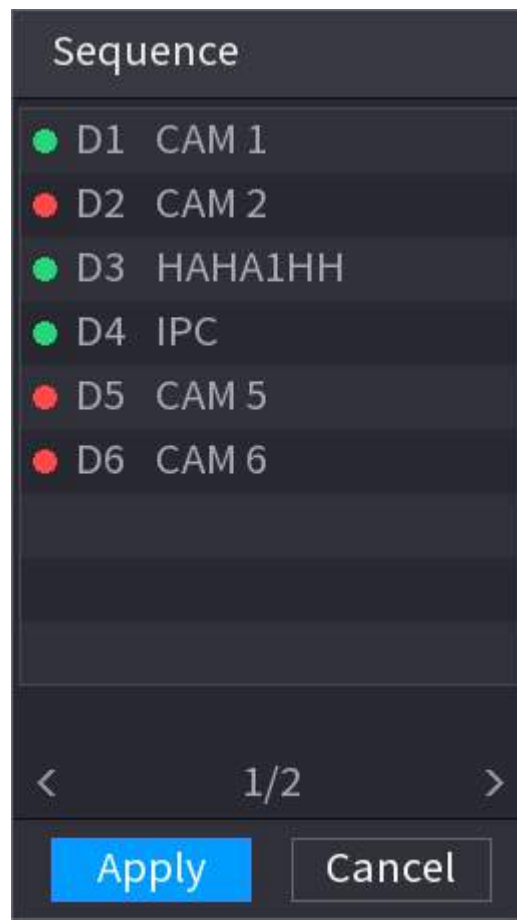 Sequence
D1 CAM 1
D2 CAM 2
D3 HAHA1HH
D4 IPC
D5 CAM 5
D6 CAM 6
< 1/2 >
Apply Cancel